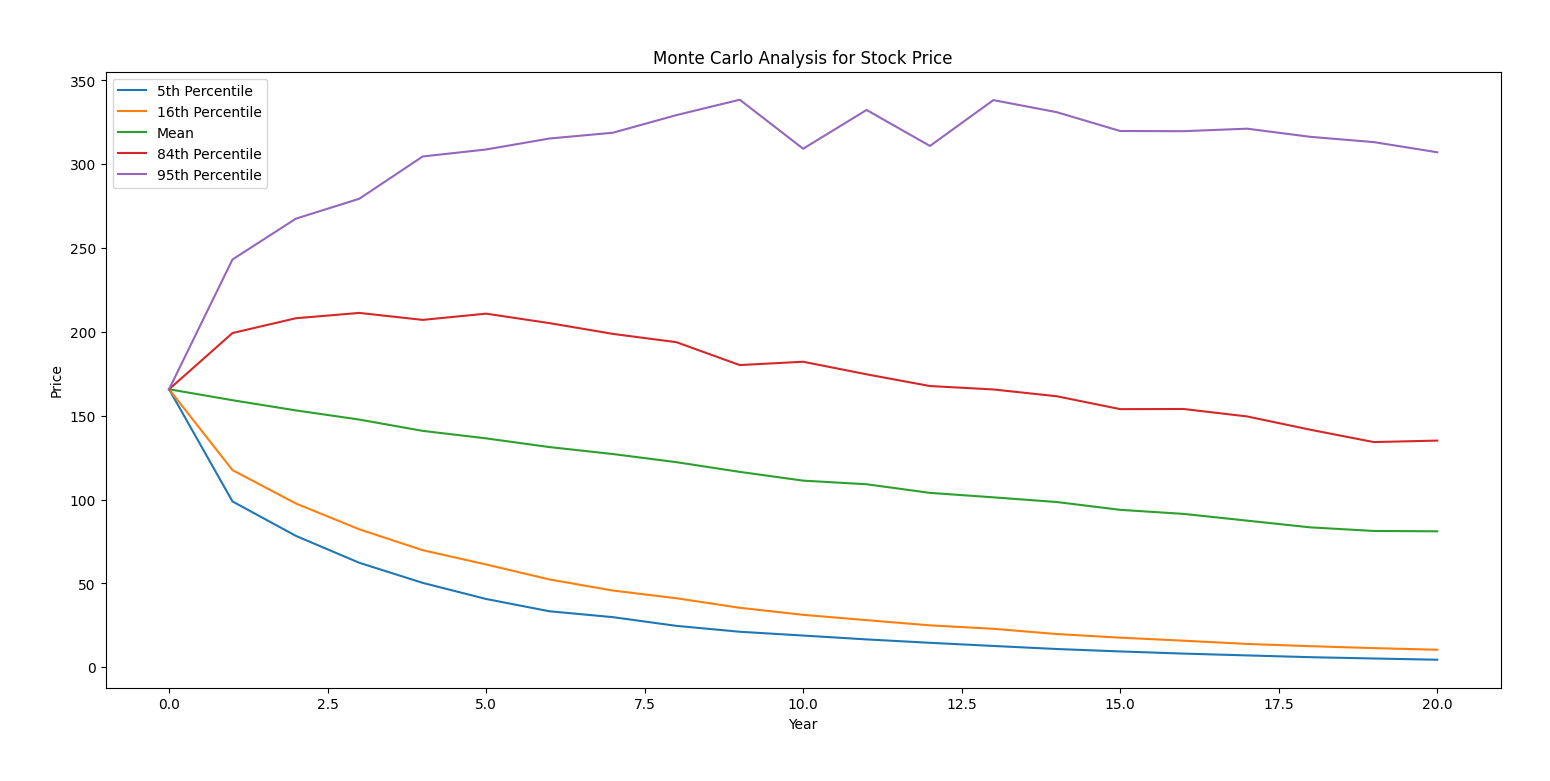 Monte Carlo Analysis for Stock Price
350
300
250
200
150
100
50
0
Price
5th Percentile
16th Percentile
Mean
84th Percentile
95th Percentile
0.0 2.5 5.0 7.5 10.0 12.5 15.0 17.5 20.0
Year